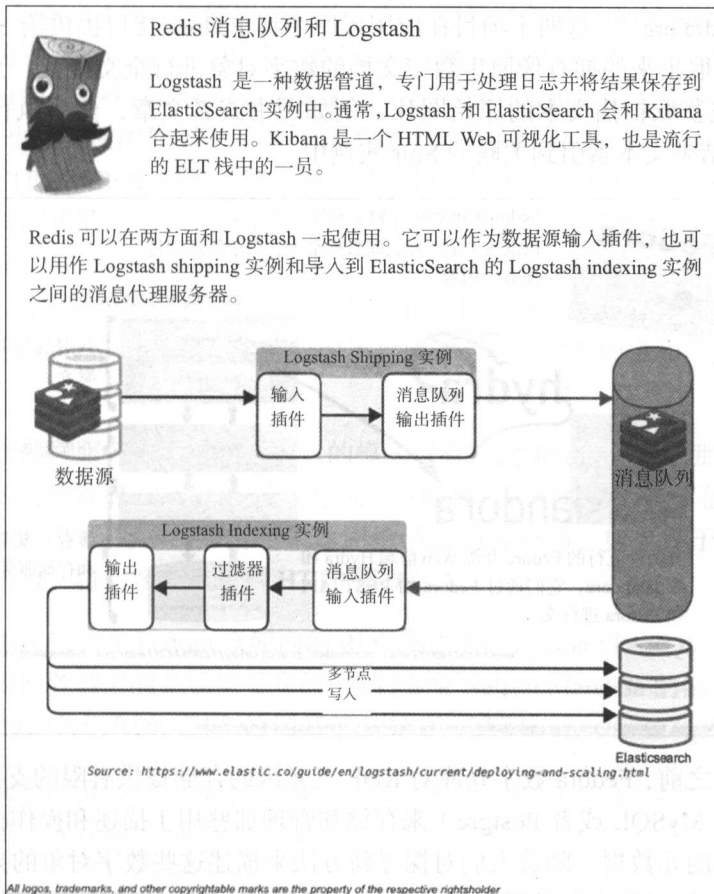 Redis 消息队列和 Logstash
Logstash 是一种数据管道，专门用于处理日志并将结果保存到
ElasticSearch 实例中。通常，Logstash 和 ElasticSearch 会和 Kibana
合起来使用。Kibana 是一个 HTML Web 可视化工具，也是流行
的 ELT 栈中的一员。
Redis 可以在两方面和 Logstash 一起使用。它可以作为数据源输入插件，也可
以用作 Logstash shipping 实例和导入到 ElasticSearch 的 Logstash indexing 实例
之间的消息代理服务器。
Logstash Shipping 实例
输入
插件
消息队列
输出插件
数据源
消息队列
Logstash Indexing 实例
输出
插件
过滤器
插件
消息队列
输入插件
多节点
写入
Elasticsearch
Source: https://www.elastic.co/guide/en/logstash/current/deploying-and-scaling.html
All logos, trademarks, and other copyrightable marks are the property of the respective rightsholder